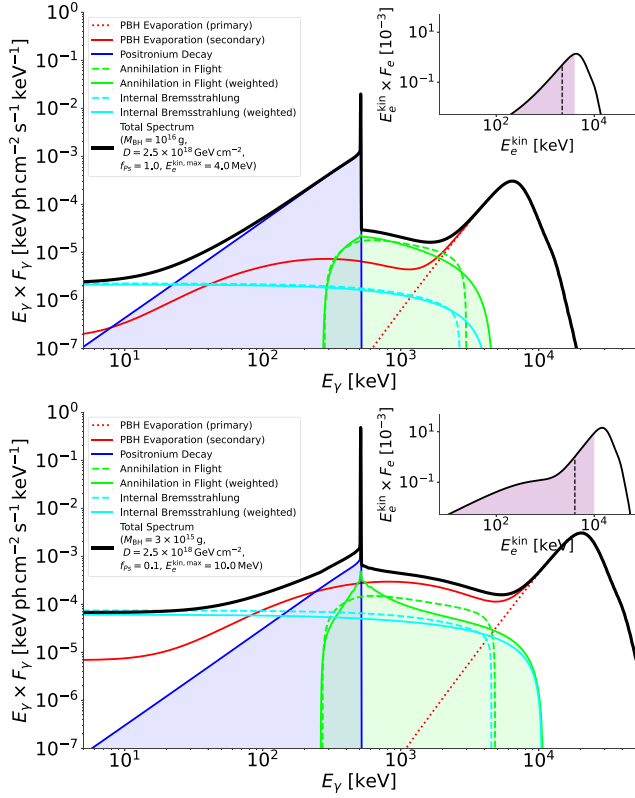 PBH Evaporation (primary)
PBH Evaporation (secondary)
Positronium Decay
Annihilation in Flight
Annihilation in Flight (weighted)
Internal Bremsstrahlung
Internal Bremsstrahlung (weighted)
Total Spectrum
(M_BH = 10^16 g,
D = 2.5 × 10^18 GeV cm^−2,
f_Ps = 1.0, E_e^kin,max = 4.0 MeV)
E_γ × F_γ [keV ph cm^−2 s^−1 keV^−1]
10^0
10^−1
10^−2
10^−3
10^−4
10^−5
10^−6
10^−7
10^1 10^2 10^3 10^4
E_γ [keV]
E_e^kin × F_e [10^−3]
10^−1
10^2 10^4
E_e^kin [keV]
PBH Evaporation (primary)
PBH Evaporation (secondary)
Positronium Decay
Annihilation in Flight
Annihilation in Flight (weighted)
Internal Bremsstrahlung
Internal Bremsstrahlung (weighted)
Total Spectrum
(M_BH = 3 × 10^15 g,
D = 2.5 × 10^18 GeV cm^−2,
f_Ps = 0.1, E_e^kin,max = 10.0 MeV)
E_γ × F_γ [keV ph cm^−2 s^−1 keV^−1]
10^0
10^−1
10^−2
10^−3
10^−4
10^−5
10^−6
10^−7
10^1 10^2 10^3 10^4
E_γ [keV]
E_e^kin × F_e [10^−3]
10^1
10^−1
10^2 10^4
E_e^kin [keV]